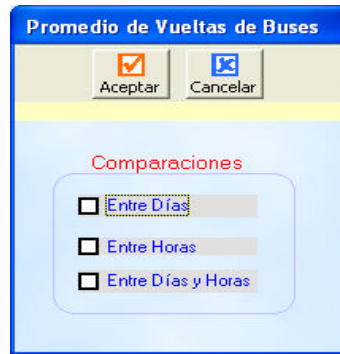 Promedio de Vueltas de Buses
Aceptar Cancelar
Comparaciones
Entre Días
Entre Horas
Entre Días y Horas